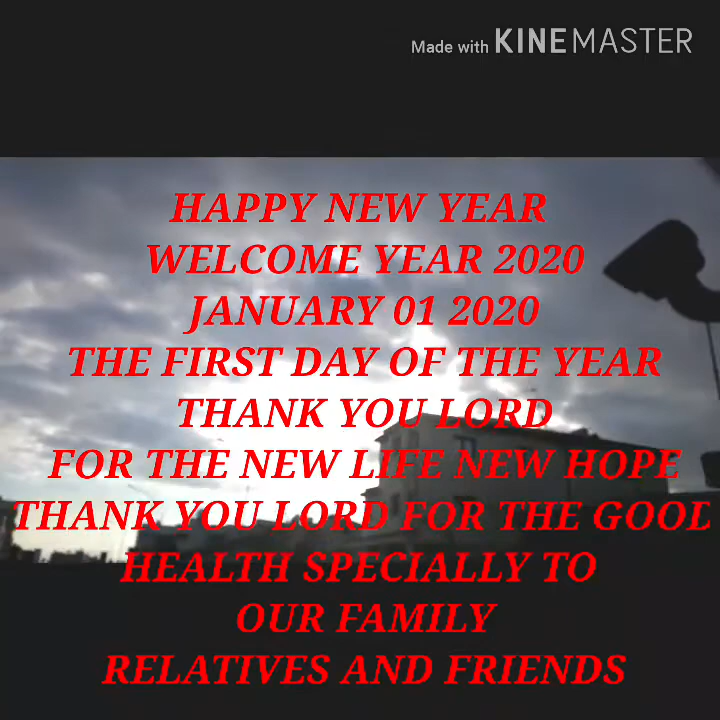 Made with KINEMASTER
HAPPY NEW YEAR
WELCOME YEAR 2020
JANUARY 01 2020
THE FIRST DAY OF THE YEAR
THANK YOU LORD
FOR THE NEW LIFE NEW HOPE
THANK YOU LORD FOR THE GOOD
HEALTH SPECIALLY TO
OUR FAMILY
RELATIVES AND FRIENDS